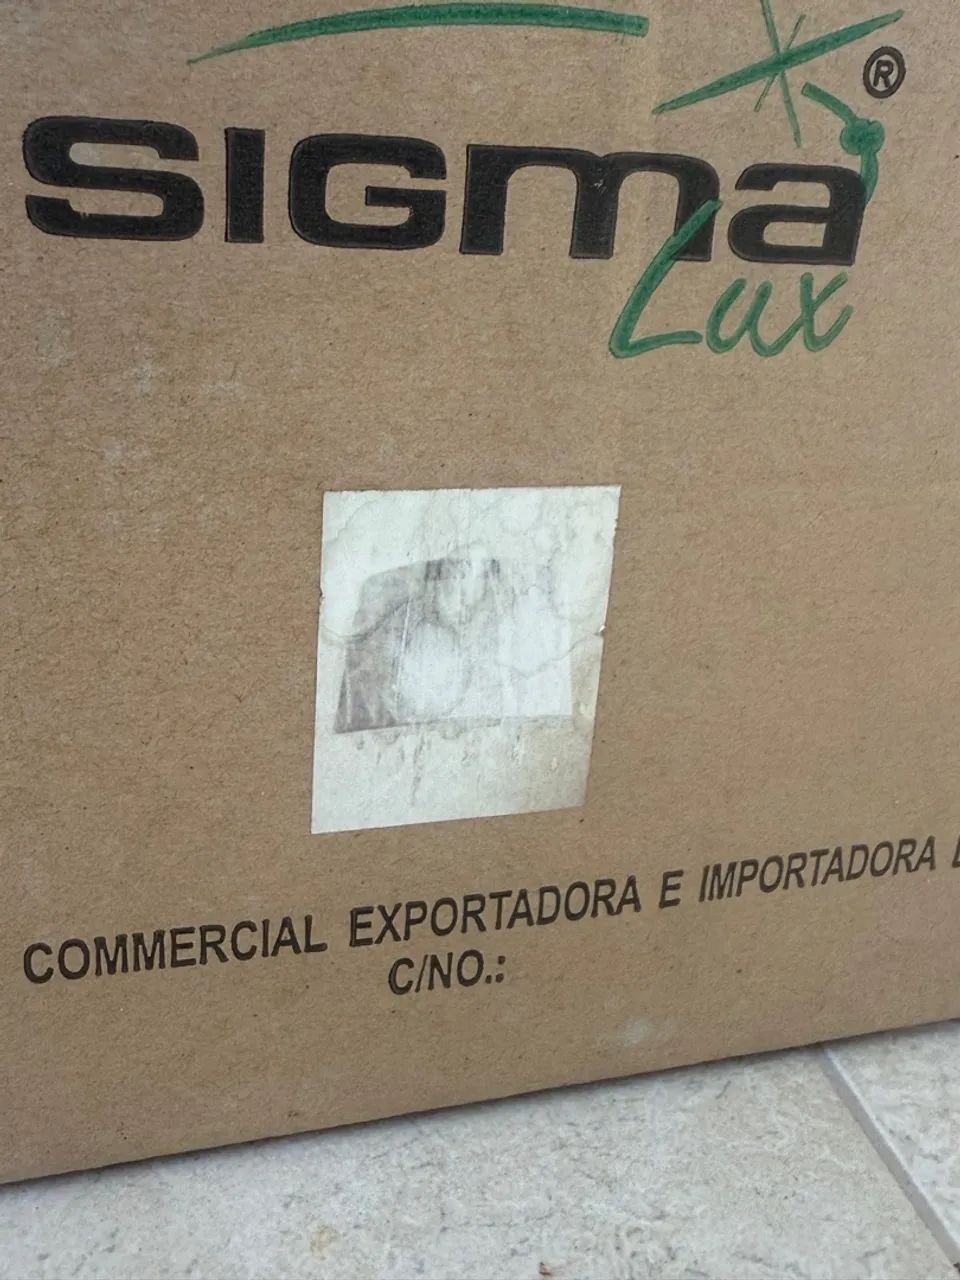 SIGMA ®
Lux
COMMERCIAL EXPORTADORA E IMPORTADORA
C/NO.: